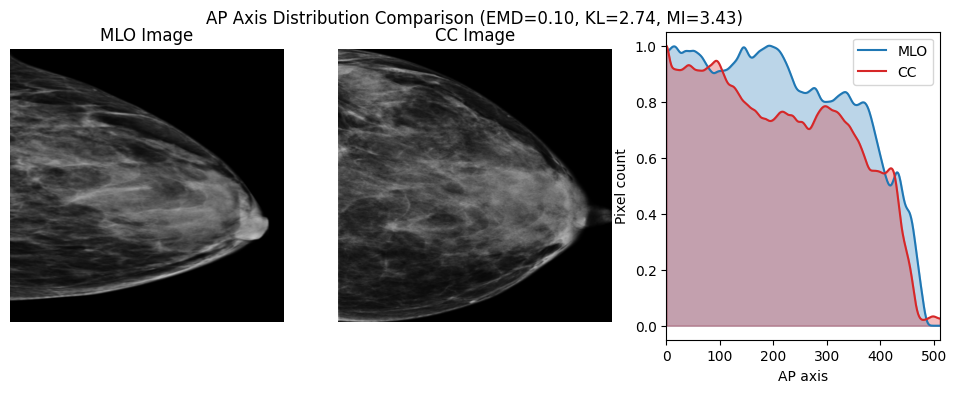 AP Axis Distribution Comparison (EMD=0.10, KL=2.74, MI=3.43)
MLO Image
CC Image
MLO
CC
Pixel count
1.0
0.8
0.6
0.4
0.2
0.0
0 100 200 300 400 500
AP axis